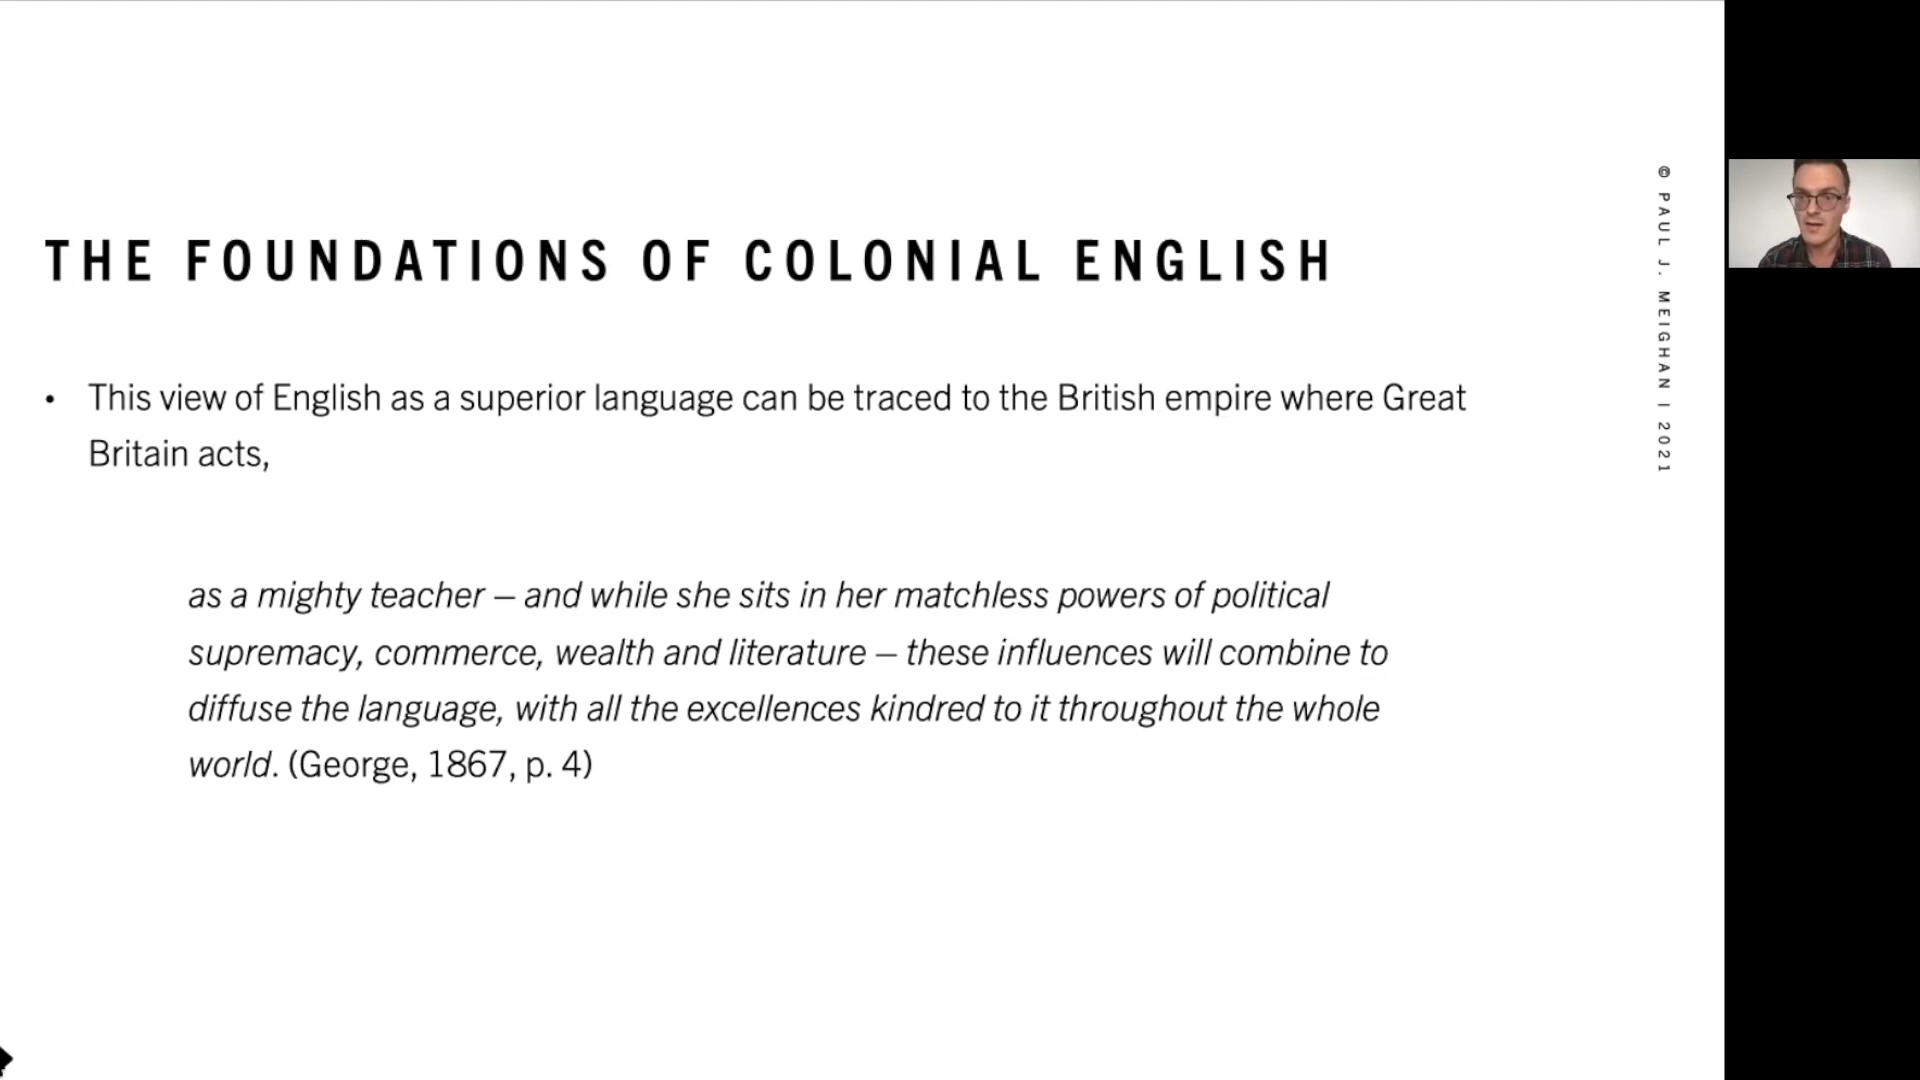 THE FOUNDATIONS OF COLONIAL ENGLISH
• This view of English as a superior language can be traced to the British empire where Great
Britain acts,
as a mighty teacher – and while she sits in her matchless powers of political
supremacy, commerce, wealth and literature – these influences will combine to
diffuse the language, with all the excellences kindred to it throughout the whole
world. (George, 1867, p. 4)
© PAUL J. MEIGHAN | 2021